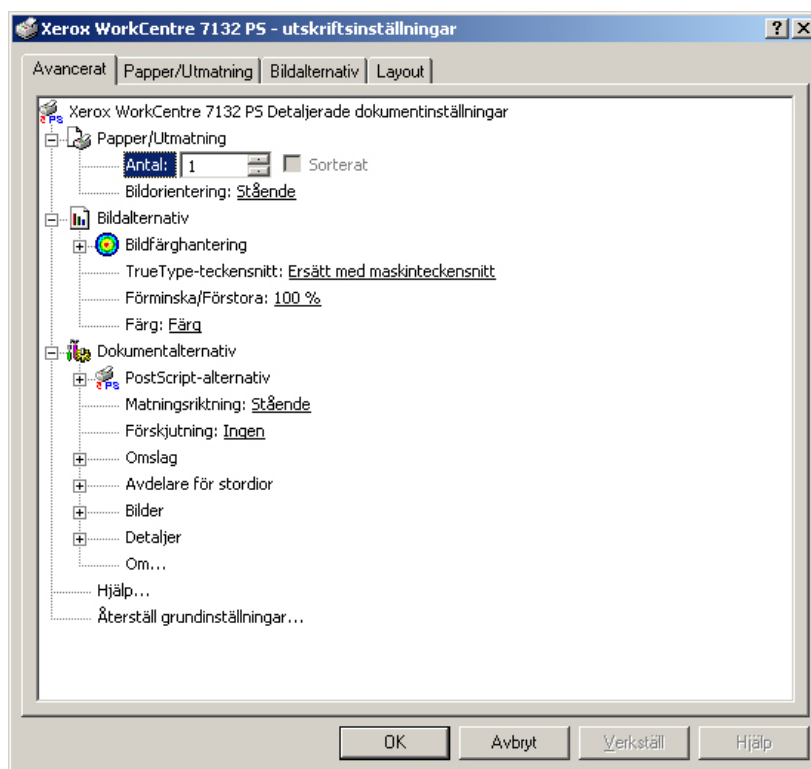 Xerox WorkCentre 7132 PS - utskriftsinställningar
Avancerat Papper/Utmatning Bildalternativ Layout
Xerox WorkCentre 7132 PS Detaljerade dokumentinställningar
Papper/Utmatning
Antal: 1 Sorterat
Bildorientering: Stående
Bildalternativ
Bildfärghantering
TrueType-teckensnitt: Ersätt med maskinteckensnitt
Förminska/Förstora: 100 %
Färg: Färg
Dokumentalternativ
PostScript-alternativ
Matningsriktning: Stående
Förskjutning: Ingen
Omslag
Avdelare för stordior
Bilder
Detaljer
Om...
Hjälp...
Återställ grundinställningar...
OK Avbryt Verkställ Hjälp